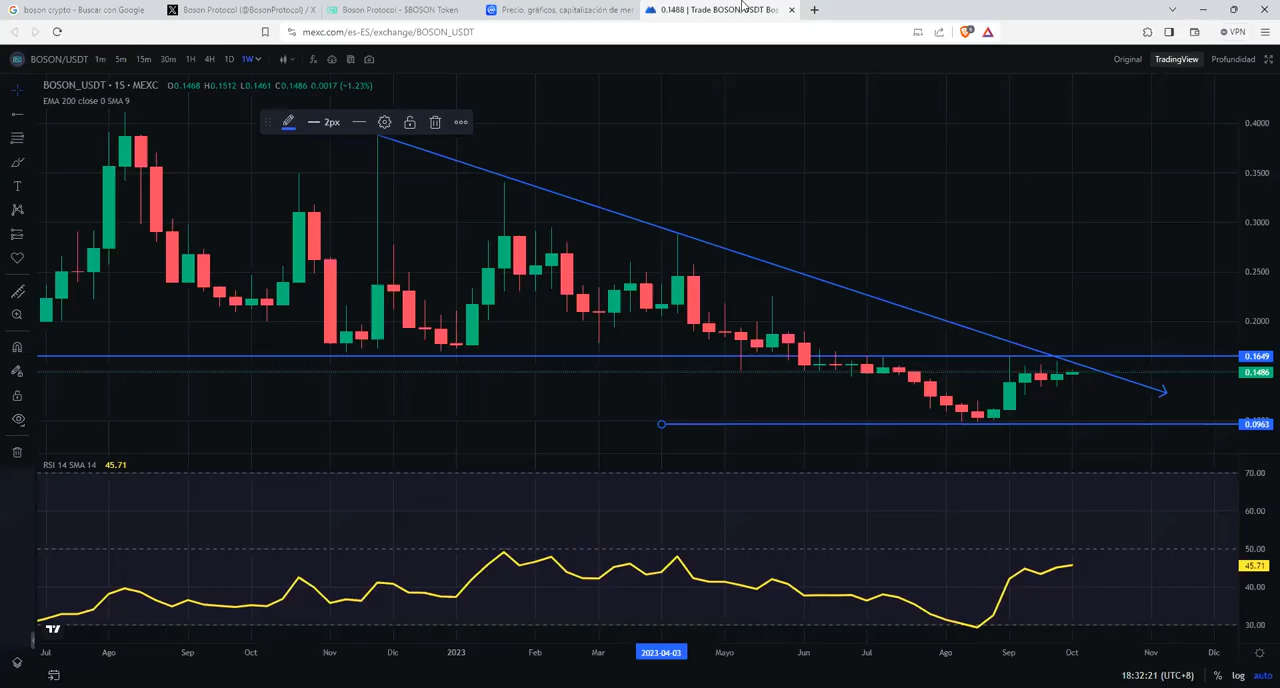 boson crypto - Buscar con Google
Boson Protocol (@BosonProtocol) / X
Boson Protocol - $BOSON Token
Precio, gráficos, capitalización de mer
0.1488 | Trade BOSON/USDT Bos
mexc.com/es-ES/exchange/BOSON_USDT
VPN
BOSON/USDT 1m 5m 15m 30m 1H 4H 1D 1W
Original TradingView Profundidad
BOSON_USDT · 1S · MEXC O0.1468 H0.1512 L0.1461 C0.1486 0.0017 (+1.23%)
EMA 200 close 0 SMA 9
2px
0.4000
0.3500
0.3000
0.2500
0.2000
0.1649
0.1486
0.0963
RSI 14 SMA 14 45.71
70.00
60.00
50.00
45.71
40.00
30.00
Jul Ago Sep Oct Nov Dic 2023 Feb Mar 2023-04-03 Mayo Jun Jul Ago Sep Oct Nov Dic
18:32:21 (UTC+8) % log auto